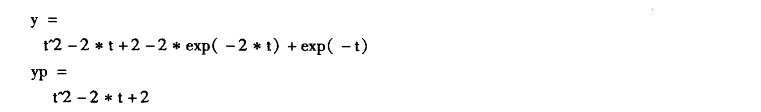 y =
t^2 - 2 * t + 2 - 2 * exp( - 2 * t) + exp( - t)
yp =
t^2 - 2 * t + 2